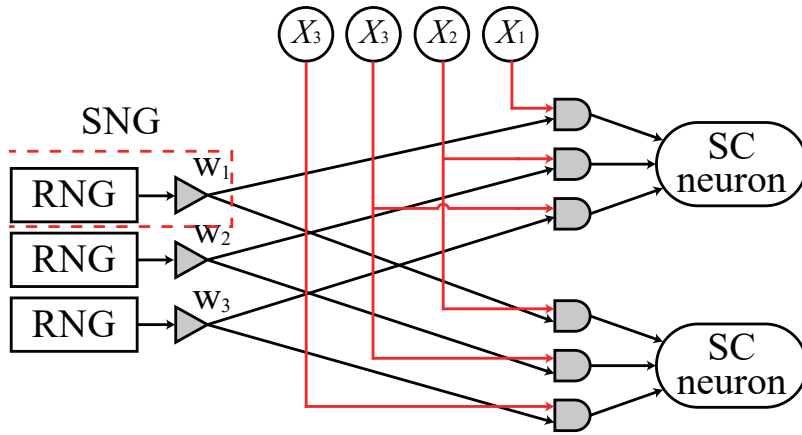 X₃ X₃ X₂ X₁
SNG
w₁
RNG
w₂
RNG
w₃
RNG
SC
neuron
SC
neuron